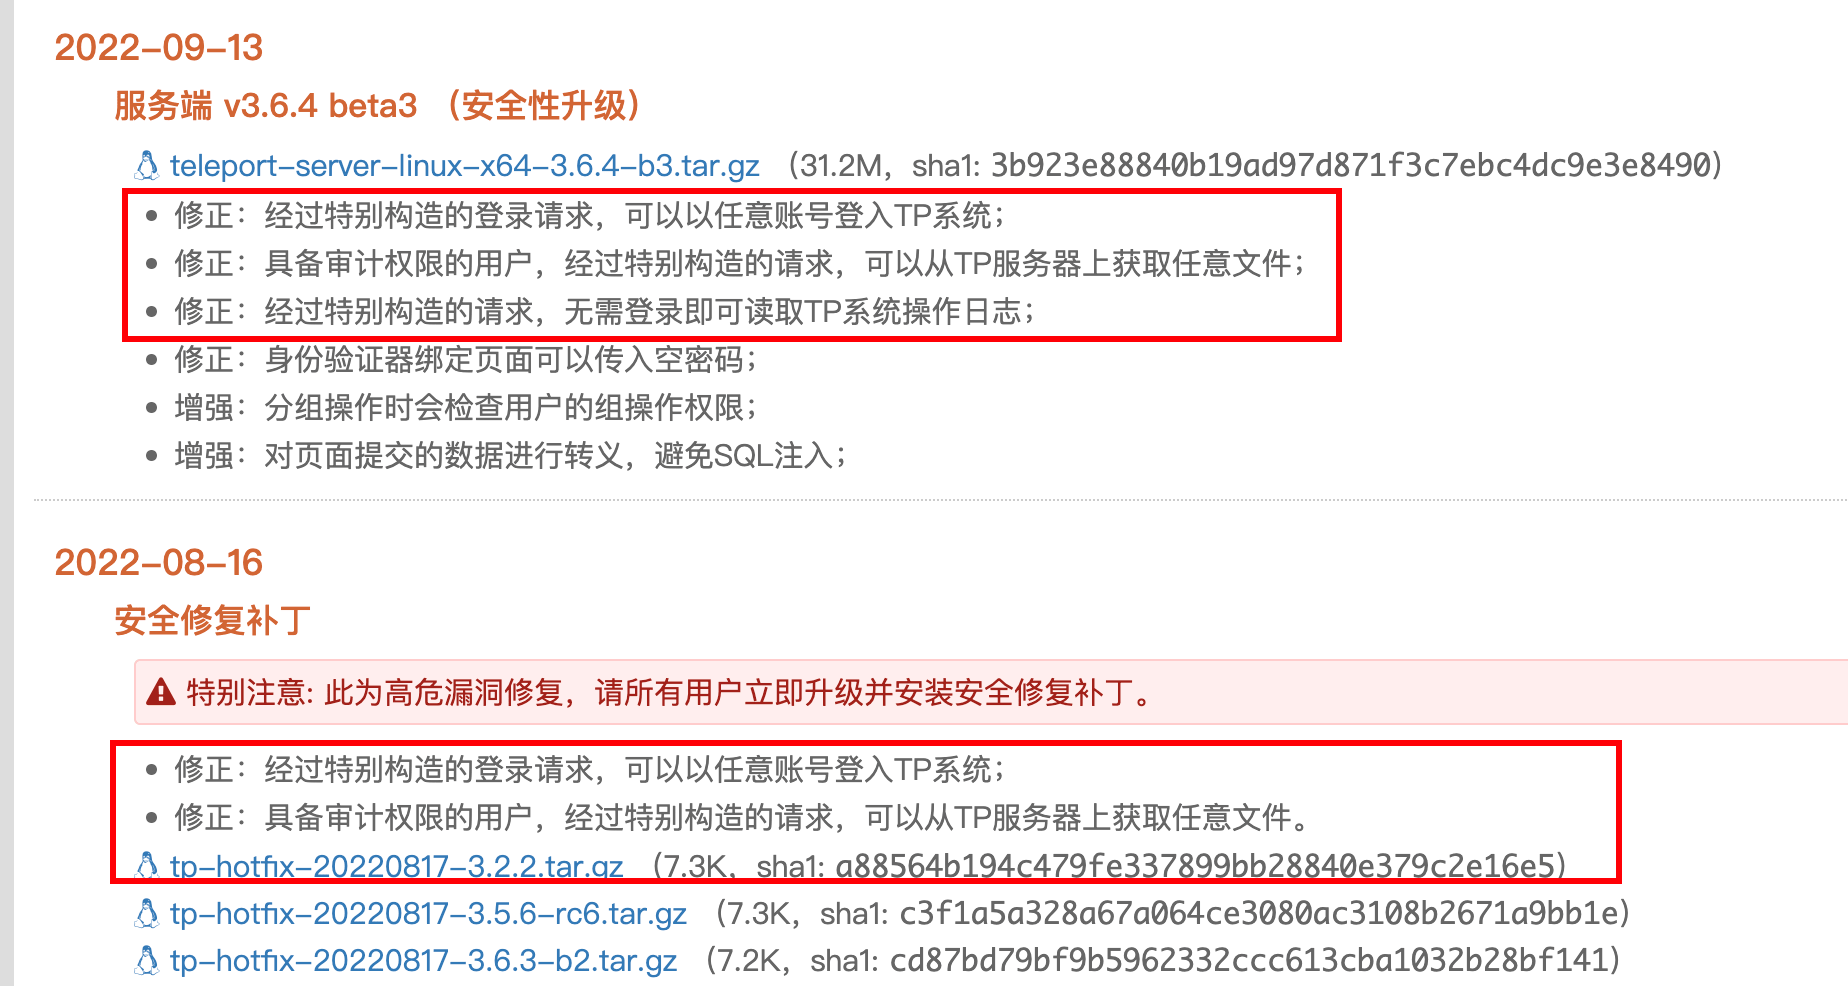 2022-09-13
服务端 v3.6.4 beta3 （安全性升级）
teleport-server-linux-x64-3.6.4-b3.tar.gz （31.2M，sha1: 3b923e88840b19ad97d871f3c7ebc4dc9e3e8490）
• 修正：经过特别构造的登录请求，可以以任意账号登入TP系统；
• 修正：具备审计权限的用户，经过特别构造的请求，可以从TP服务器上获取任意文件；
• 修正：经过特别构造的请求，无需登录即可读取TP系统操作日志；
• 修正：身份验证器绑定页面可以传入空密码；
• 增强：分组操作时会检查用户的组操作权限；
• 增强：对页面提交的数据进行转义，避免SQL注入；
2022-08-16
安全修复补丁
特别注意: 此为高危漏洞修复，请所有用户立即升级并安装安全修复补丁。
• 修正：经过特别构造的登录请求，可以以任意账号登入TP系统；
• 修正：具备审计权限的用户，经过特别构造的请求，可以从TP服务器上获取任意文件。
tp-hotfix-20220817-3.2.2.tar.gz （7.3K，sha1: a88564b194c479fe337899bb28840e379c2e16e5）
tp-hotfix-20220817-3.5.6-rc6.tar.gz （7.3K，sha1: c3f1a5a328a67a064ce3080ac3108b2671a9bb1e）
tp-hotfix-20220817-3.6.3-b2.tar.gz （7.2K，sha1: cd87bd79bf9b5962332ccc613cba1032b28bf141）